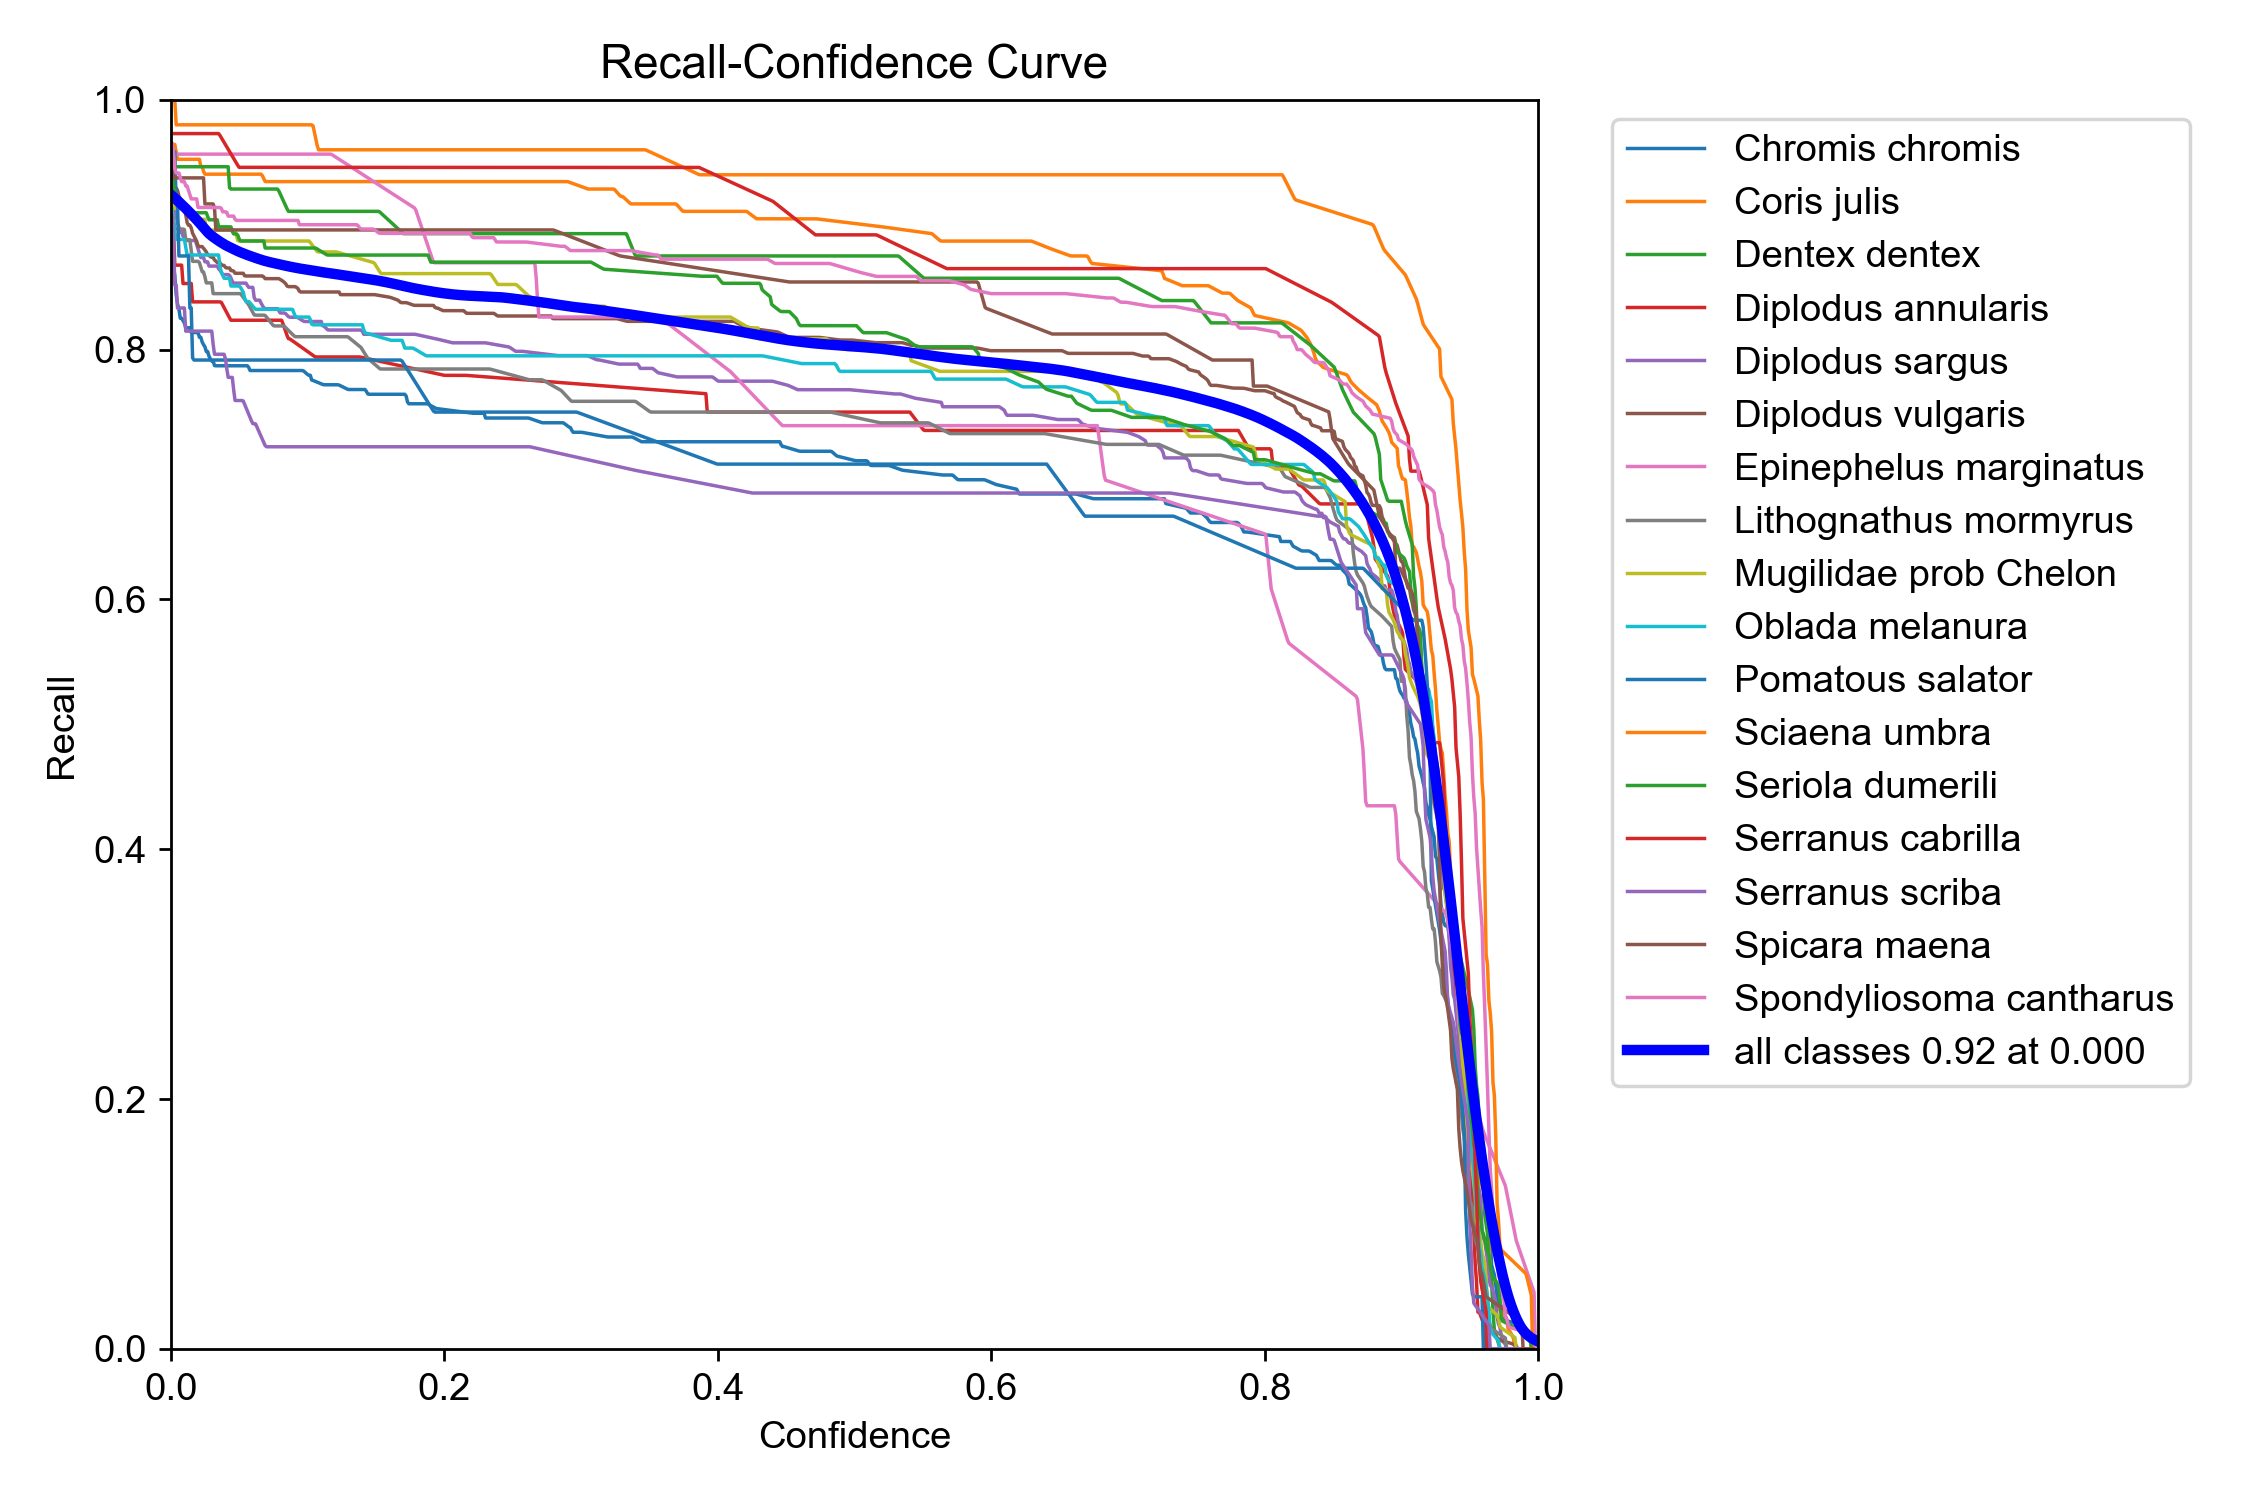 Recall-Confidence Curve
1.0
0.8
0.6
0.4
0.2
0.0
Recall
0.0 0.2 0.4 0.6 0.8 1.0
Confidence
Chromis chromis
Coris julis
Dentex dentex
Diplodus annularis
Diplodus sargus
Diplodus vulgaris
Epinephelus marginatus
Lithognathus mormyrus
Mugilidae prob Chelon
Oblada melanura
Pomatous salator
Sciaena umbra
Seriola dumerili
Serranus cabrilla
Serranus scriba
Spicara maena
Spondyliosoma cantharus
all classes 0.92 at 0.000